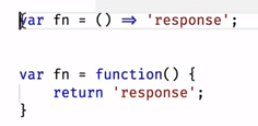 var fn = () => 'response';
var fn = function() {
    return 'response';
}